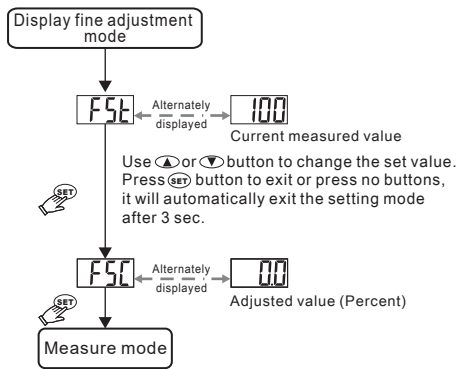 Display fine adjustment
mode
FSt
Alternately
displayed
100
Current measured value
Use ▲ or ▼ button to change the set value.
Press SET button to exit or press no buttons,
it will automatically exit the setting mode
after 3 sec.
SET
FSC
Alternately
displayed
0.0
Adjusted value (Percent)
SET
Measure mode